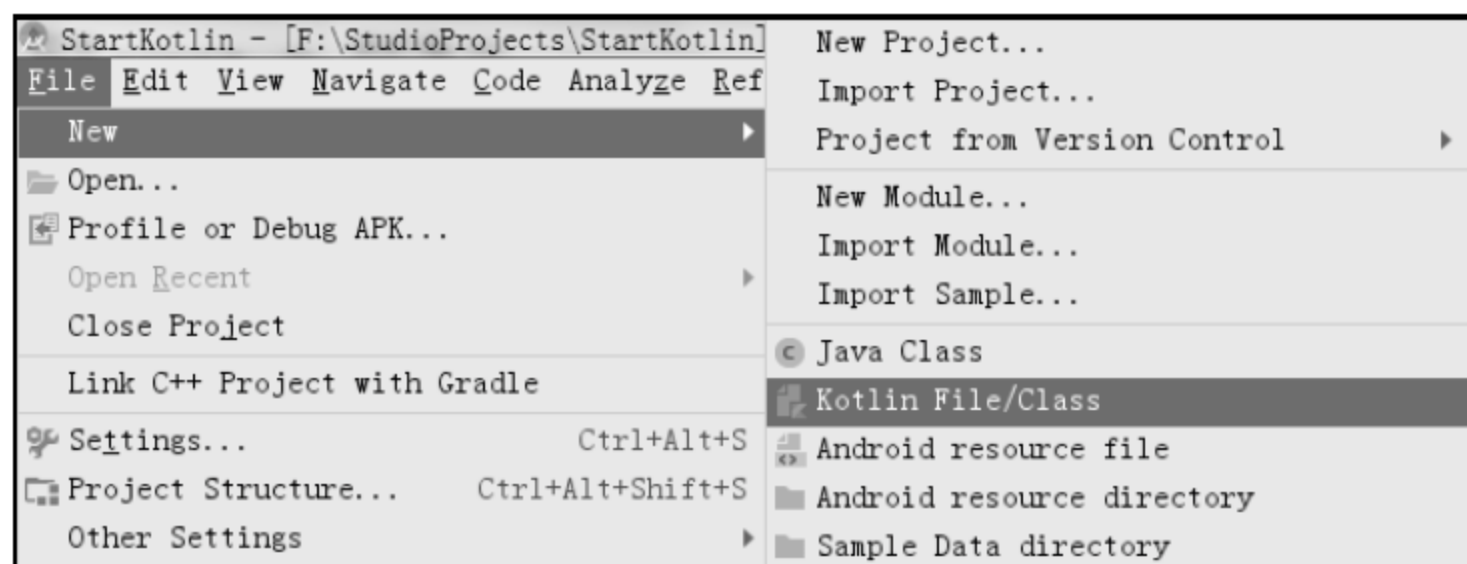 StartKotlin - [F:\StudioProjects\StartKotlin]
File Edit View Navigate Code Analyze Ref
New
Open...
Profile or Debug APK...
Open Recent
Close Project
Link C++ Project with Gradle
Settings... Ctrl+Alt+S
Project Structure... Ctrl+Alt+Shift+S
Other Settings
New Project...
Import Project...
Project from Version Control
New Module...
Import Module...
Import Sample...
Java Class
Kotlin File/Class
Android resource file
Android resource directory
Sample Data directory